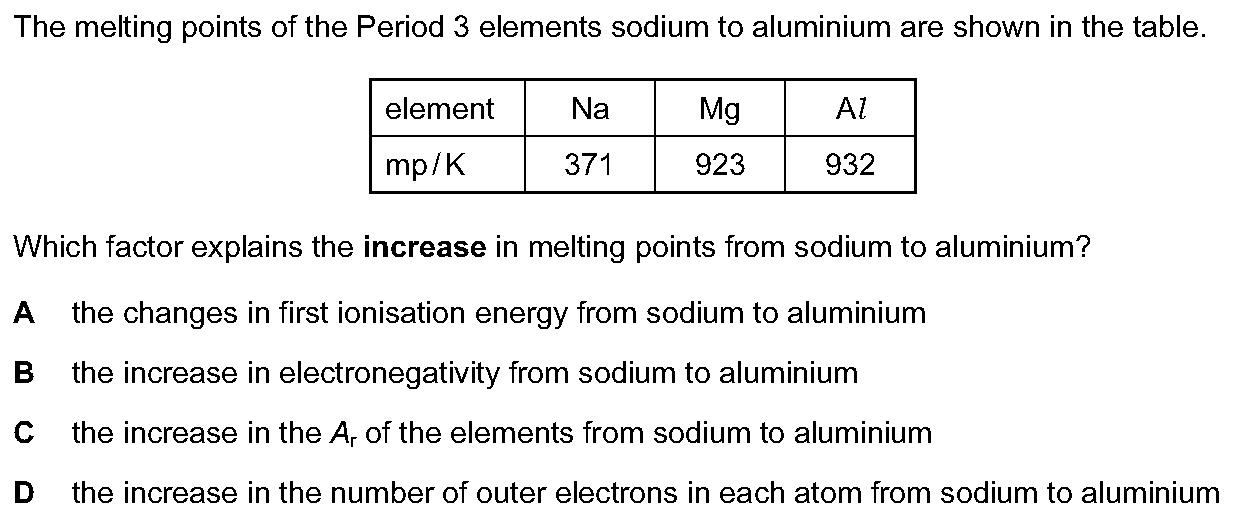 The melting points of the Period 3 elements sodium to aluminium are shown in the table.
element Na Mg Al
mp/K 371 923 932
Which factor explains the increase in melting points from sodium to aluminium?
A the changes in first ionisation energy from sodium to aluminium
B the increase in electronegativity from sodium to aluminium
C the increase in the Ar of the elements from sodium to aluminium
D the increase in the number of outer electrons in each atom from sodium to aluminium